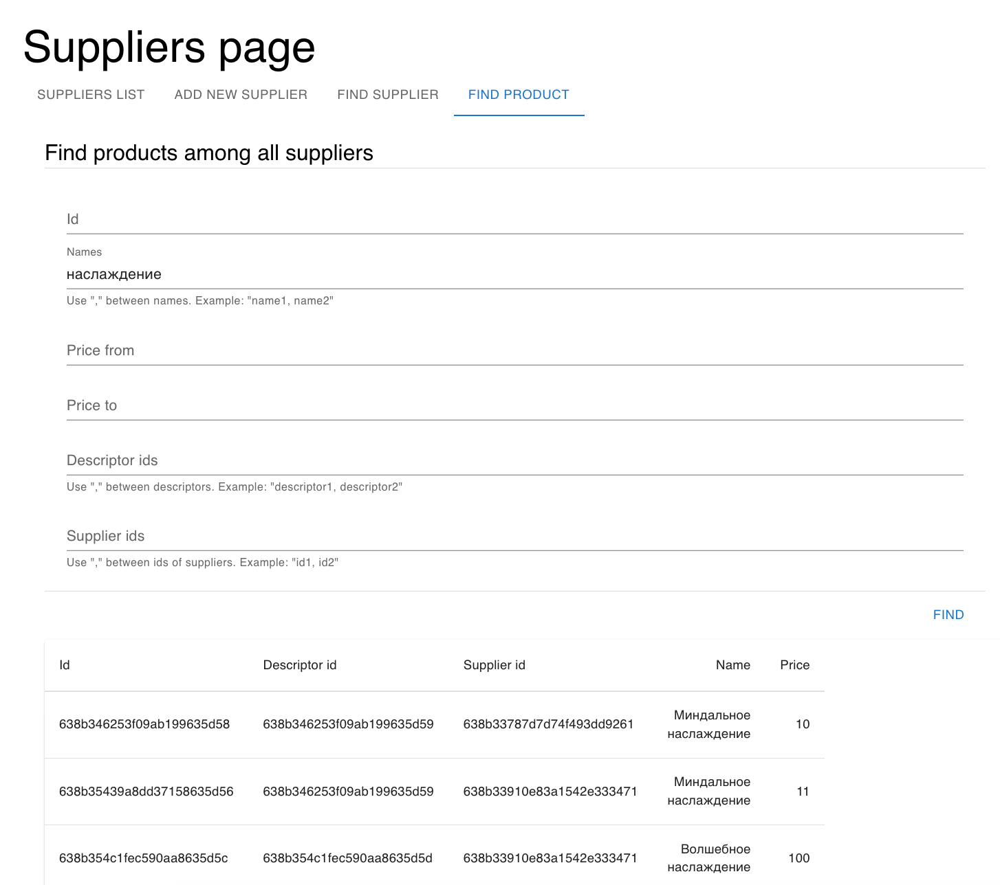 Suppliers page
SUPPLIERS LIST ADD NEW SUPPLIER FIND SUPPLIER FIND PRODUCT
Find products among all suppliers
Id
Names
наслаждение
Use "," between names. Example: "name1, name2"
Price from
Price to
Descriptor ids
Use "," between descriptors. Example: "descriptor1, descriptor2"
Supplier ids
Use "," between ids of suppliers. Example: "id1, id2"
FIND
Id Descriptor id Supplier id Name Price
638b346253f09ab199635d58 638b346253f09ab199635d59 638b33787d7d74f493dd9261 Миндальное наслаждение 10
638b35439a8dd37158635d56 638b346253f09ab199635d59 638b33910e83a1542e333471 Миндальное наслаждение 11
638b354c1fec590aa8635d5c 638b354c1fec590aa8635d5d 638b33910e83a1542e333471 Волшебное наслаждение 100